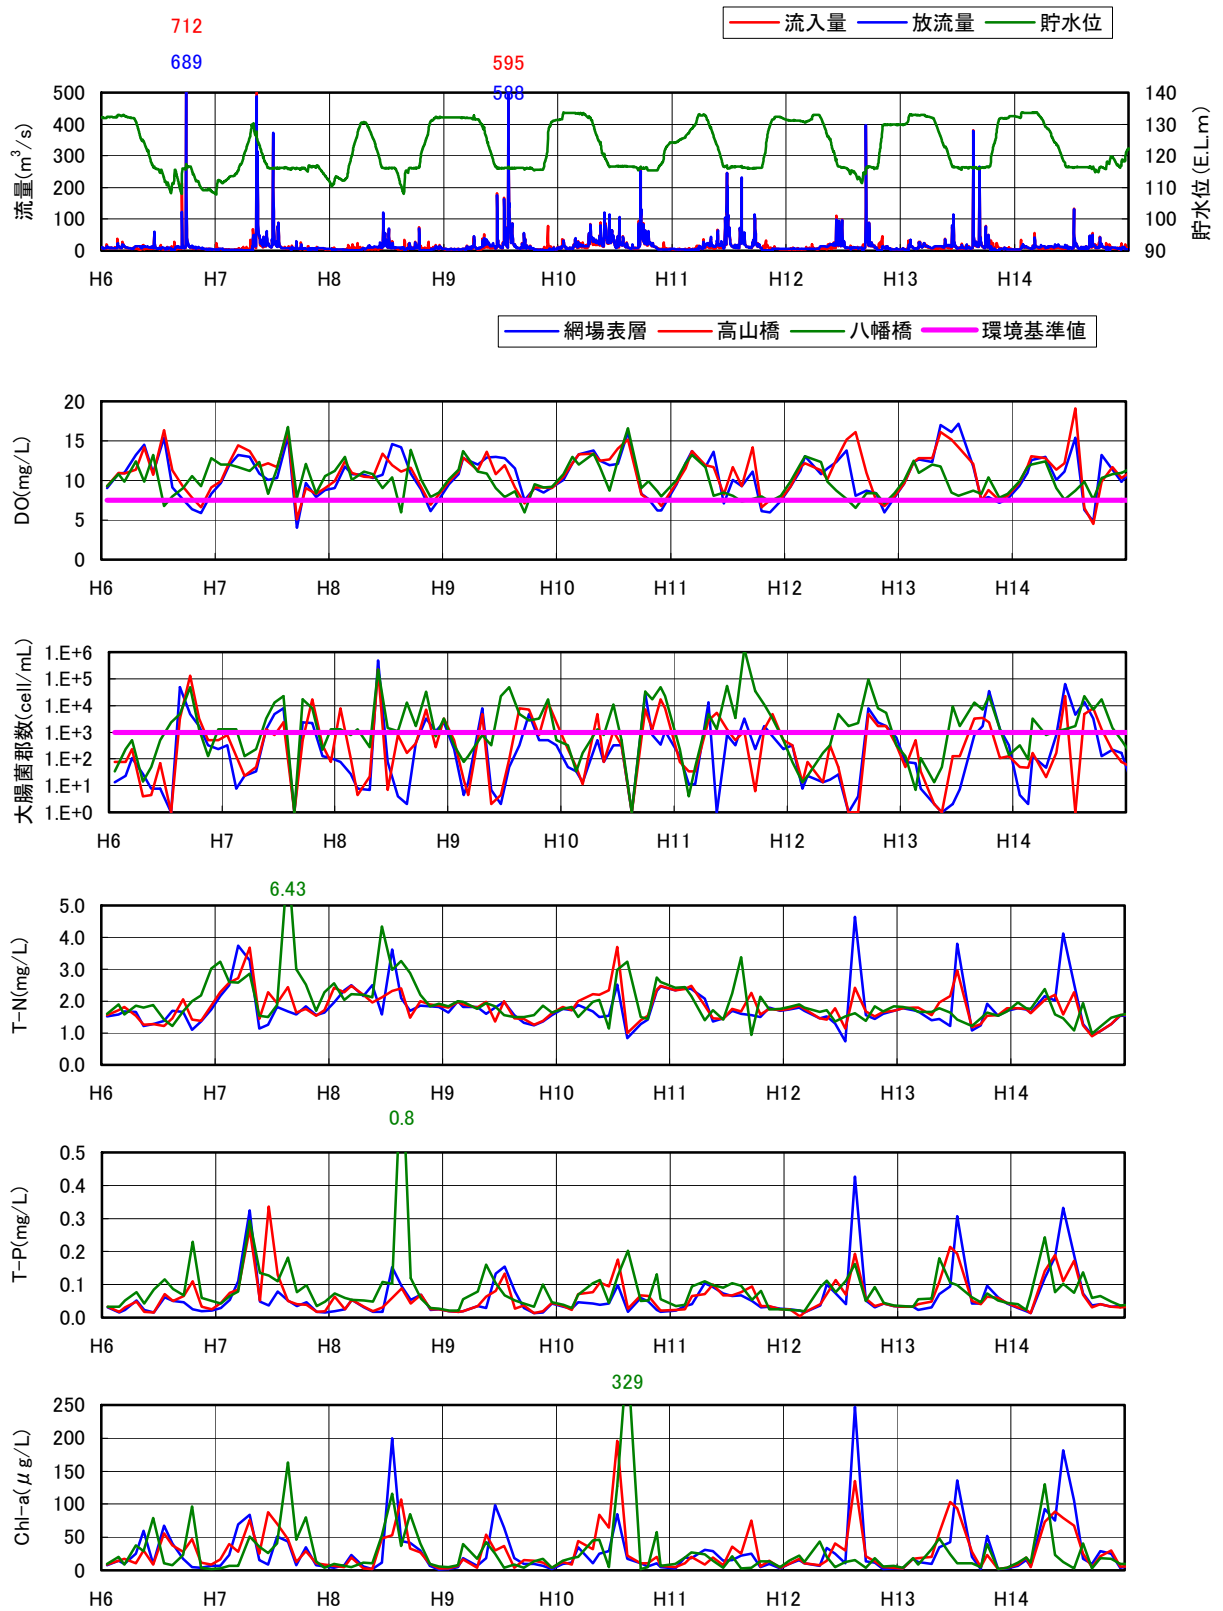 流入量 放流量 貯水位
712
689
595
588
流量(m³/s)
500
400
300
200
100
0
140
130
120
110
100
90
貯水位(E.L.m)
H6 H7 H8 H9 H10 H11 H12 H13 H14
網場表層 高山橋 八幡橋 環境基準値
DO(mg/L)
20
15
10
5
0
H6 H7 H8 H9 H10 H11 H12 H13 H14
大腸菌郡数(cell/mL)
1.E+6
1.E+5
1.E+4
1.E+3
1.E+2
1.E+1
1.E+0
H6 H7 H8 H9 H10 H11 H12 H13 H14
6.43
T-N(mg/L)
5.0
4.0
3.0
2.0
1.0
0.0
H6 H7 H8 H9 H10 H11 H12 H13 H14
0.8
T-P(mg/L)
0.5
0.4
0.3
0.2
0.1
0.0
H6 H7 H8 H9 H10 H11 H12 H13 H14
329
Chl-a(μg/L)
250
200
150
100
50
0
H6 H7 H8 H9 H10 H11 H12 H13 H14